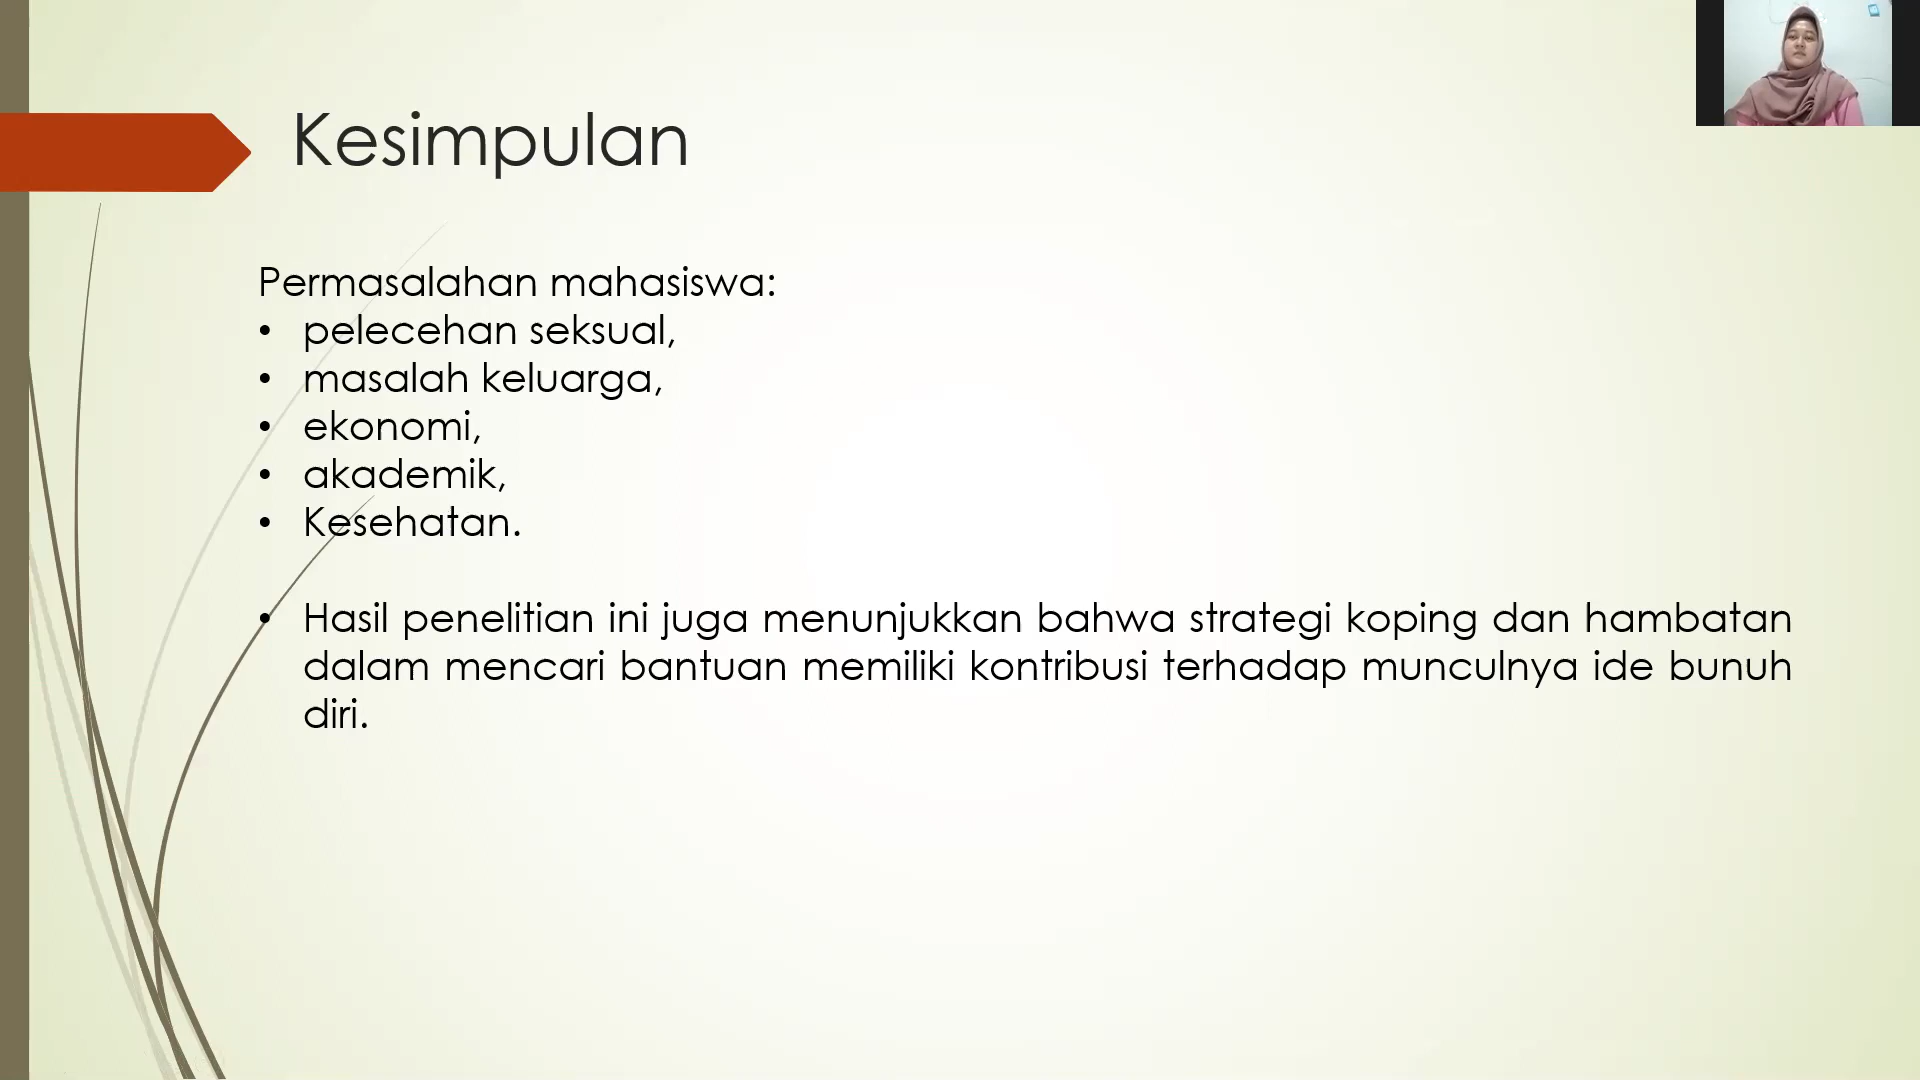 Kesimpulan
Permasalahan mahasiswa:
• pelecehan seksual,
• masalah keluarga,
• ekonomi,
• akademik,
• Kesehatan.
• Hasil penelitian ini juga menunjukkan bahwa strategi koping dan hambatan
dalam mencari bantuan memiliki kontribusi terhadap munculnya ide bunuh
diri.